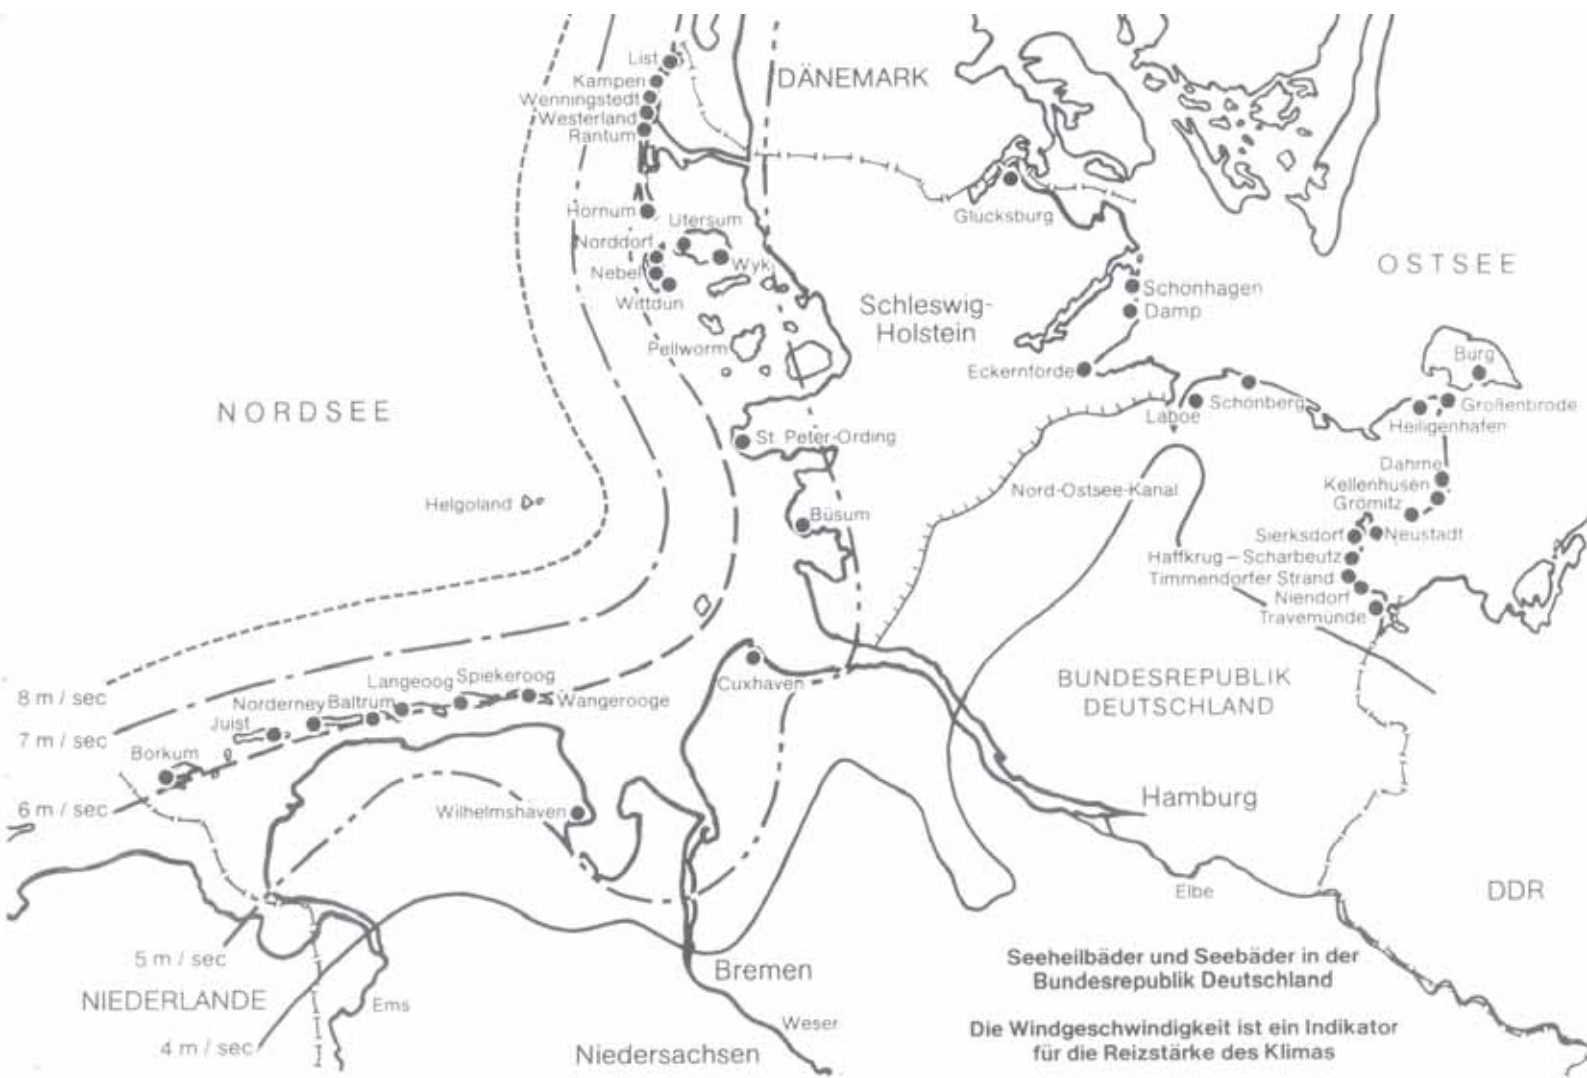 List
Kampen
DÄNEMARK
Wenningstedt
Westerland
Rantum
Hornum
Utersum
Glücksburg
Norddorf
Wyk
Nebel
OSTSEE
Wittdün
Schönhagen
Schleswig-
Holstein
Damp
Pellworm
Burg
Eckernförde
NORDSEE
Laboe
Schönberg
Großenbrode
Heiligenhafen
St. Peter-Ording
Dahme
Kellenhusen
Nord-Ostsee-Kanal
Helgoland
Grömitz
Büsum
Sierksdorf
Neustadt
Haffkrug – Scharbeutz
Timmendorfer Strand
Niendorf
Travemünde
BUNDESREPUBLIK
DEUTSCHLAND
Cuxhaven
Langeoog
Spiekeroog
Wangerooge
8 m / sec
Norderney
Baltrum
Juist
7 m / sec
Borkum
6 m / sec
Wilhelmshaven
Hamburg
Elbe
DDR
5 m / sec
Bremen
NIEDERLANDE
Ems
Weser
4 m / sec
Niedersachsen
Seeheilbäder und Seebäder in der
Bundesrepublik Deutschland
Die Windgeschwindigkeit ist ein Indikator
für die Reizstärke des Klimas